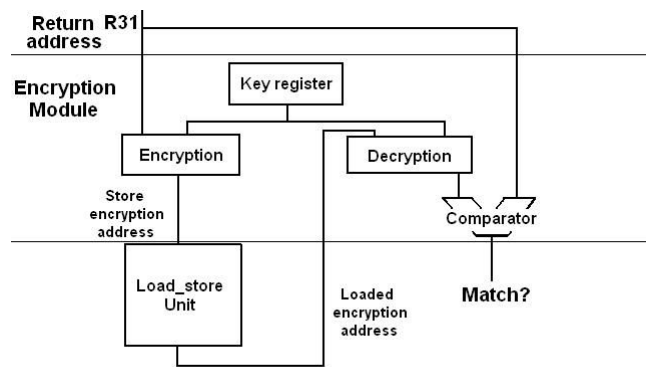 Return R31
address
Encryption
Module
Key register
Encryption
Decryption
Store
encryption
address
Comparator
Load_store
Unit
Loaded
encryption
address
Match?